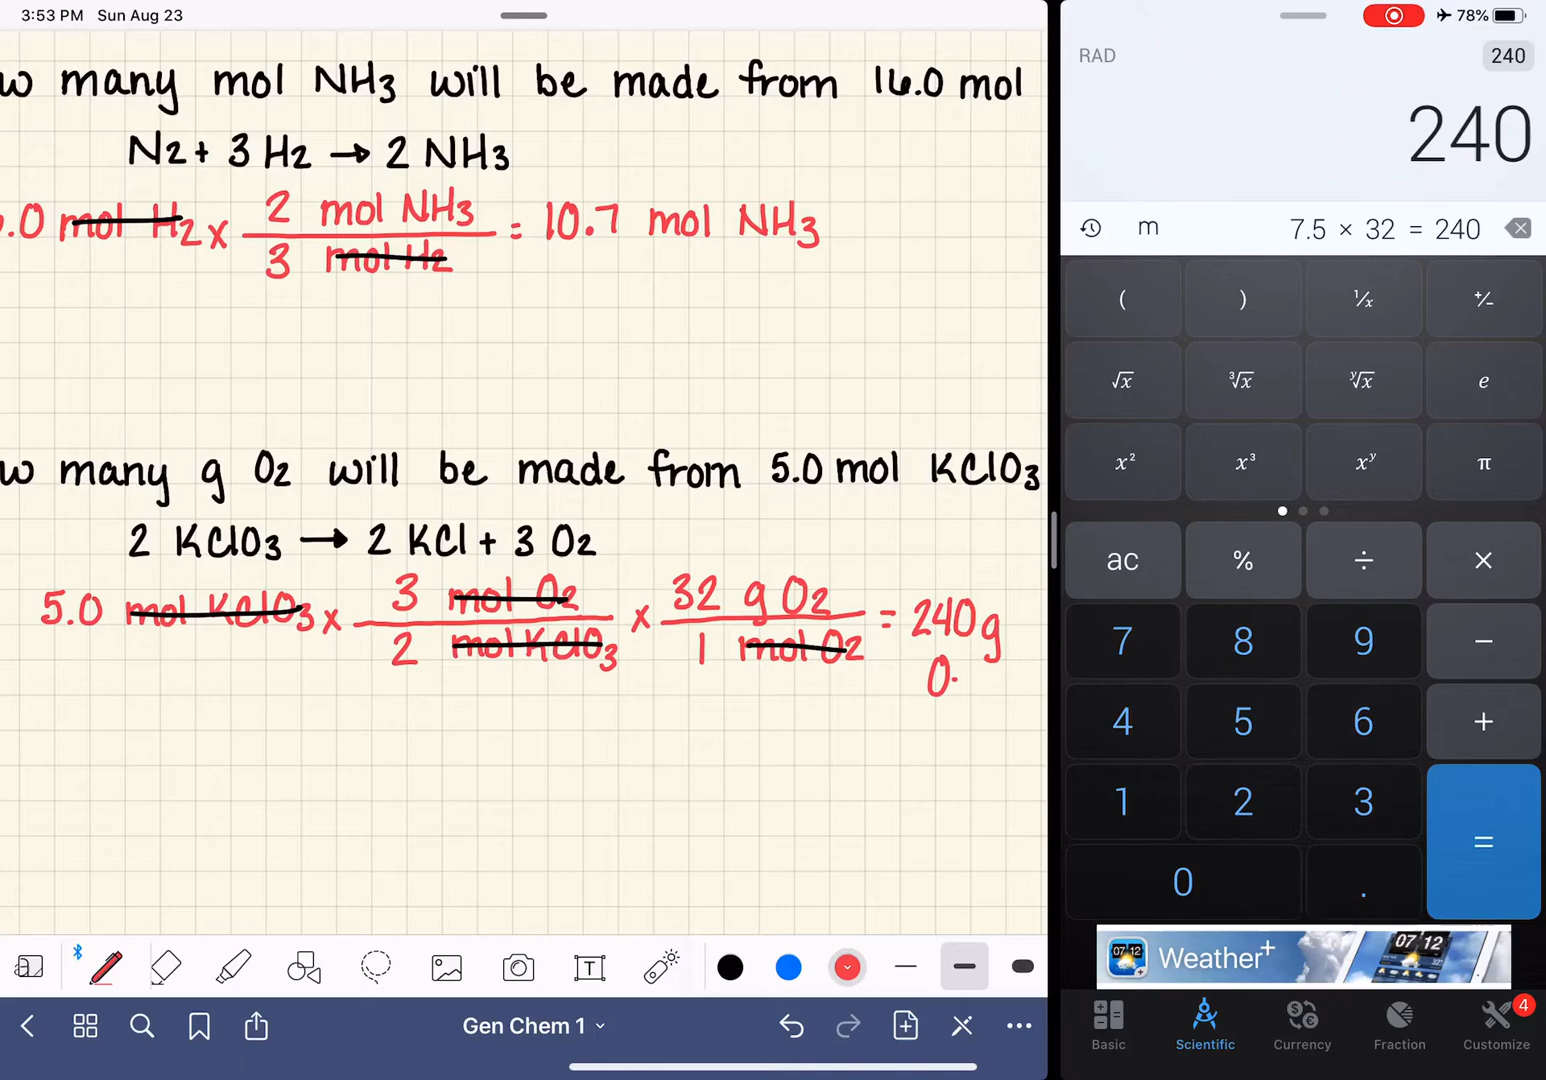 3:53 PM Sun Aug 23
w many mol NH3 will be made from 16.0 mol
N2 + 3 H2 → 2 NH3
.0 mol H2 x 2 mol NH3 / 3 mol H2 = 10.7 mol NH3
w many g O2 will be made from 5.0 mol KClO3
2 KClO3 → 2 KCl + 3 O2
5.0 mol KClO3 x 3 mol O2 / 2 mol KClO3 x 32 g O2 / 1 mol O2 = 240 g
O
T
Gen Chem 1
78%
RAD 240
240
m 7.5 × 32 = 240
( ) 1/x +/-
√x ³√x ʸ√x e
x² x³ xʸ π
ac % ÷ ×
7 8 9 −
4 5 6 +
1 2 3 =
0 .
07 12 Weather+ 07 12
4
Basic Scientific Currency Fraction Customize